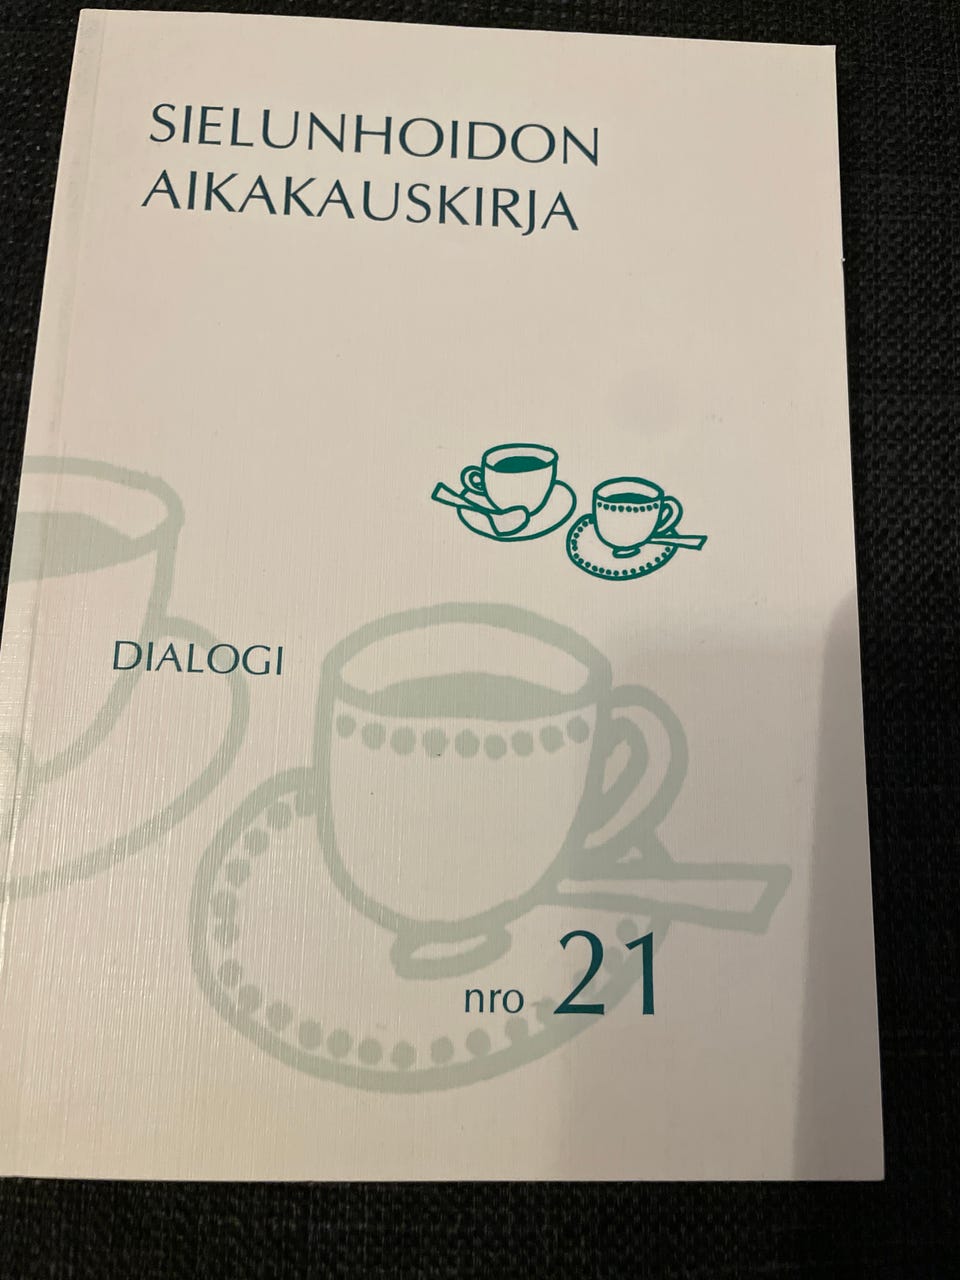 SIELUNHOIDON
AIKAKAUSKIRJA
DIALOGI
nro 21